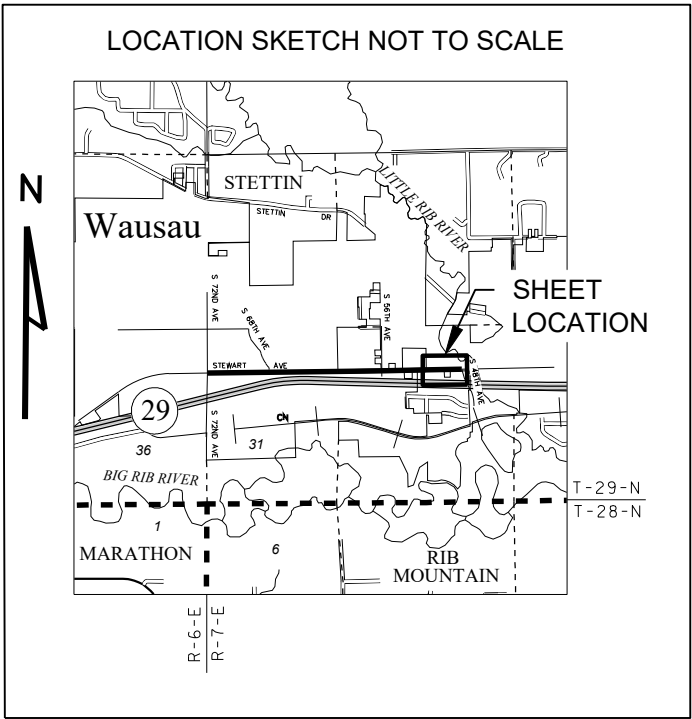 LOCATION SKETCH NOT TO SCALE
N
STETTIN
STETTIN DR
Wausau
LITTLE RIB RIVER
S 72ND AVE
S 68TH AVE
S 56TH AVE
SHEET
LOCATION
STEWART AVE
S 48TH AVE
29
S 72ND AVE
CN
36
31
BIG RIB RIVER
T-29-N
T-28-N
1
6
MARATHON
RIB
MOUNTAIN
R-6-E
R-7-E